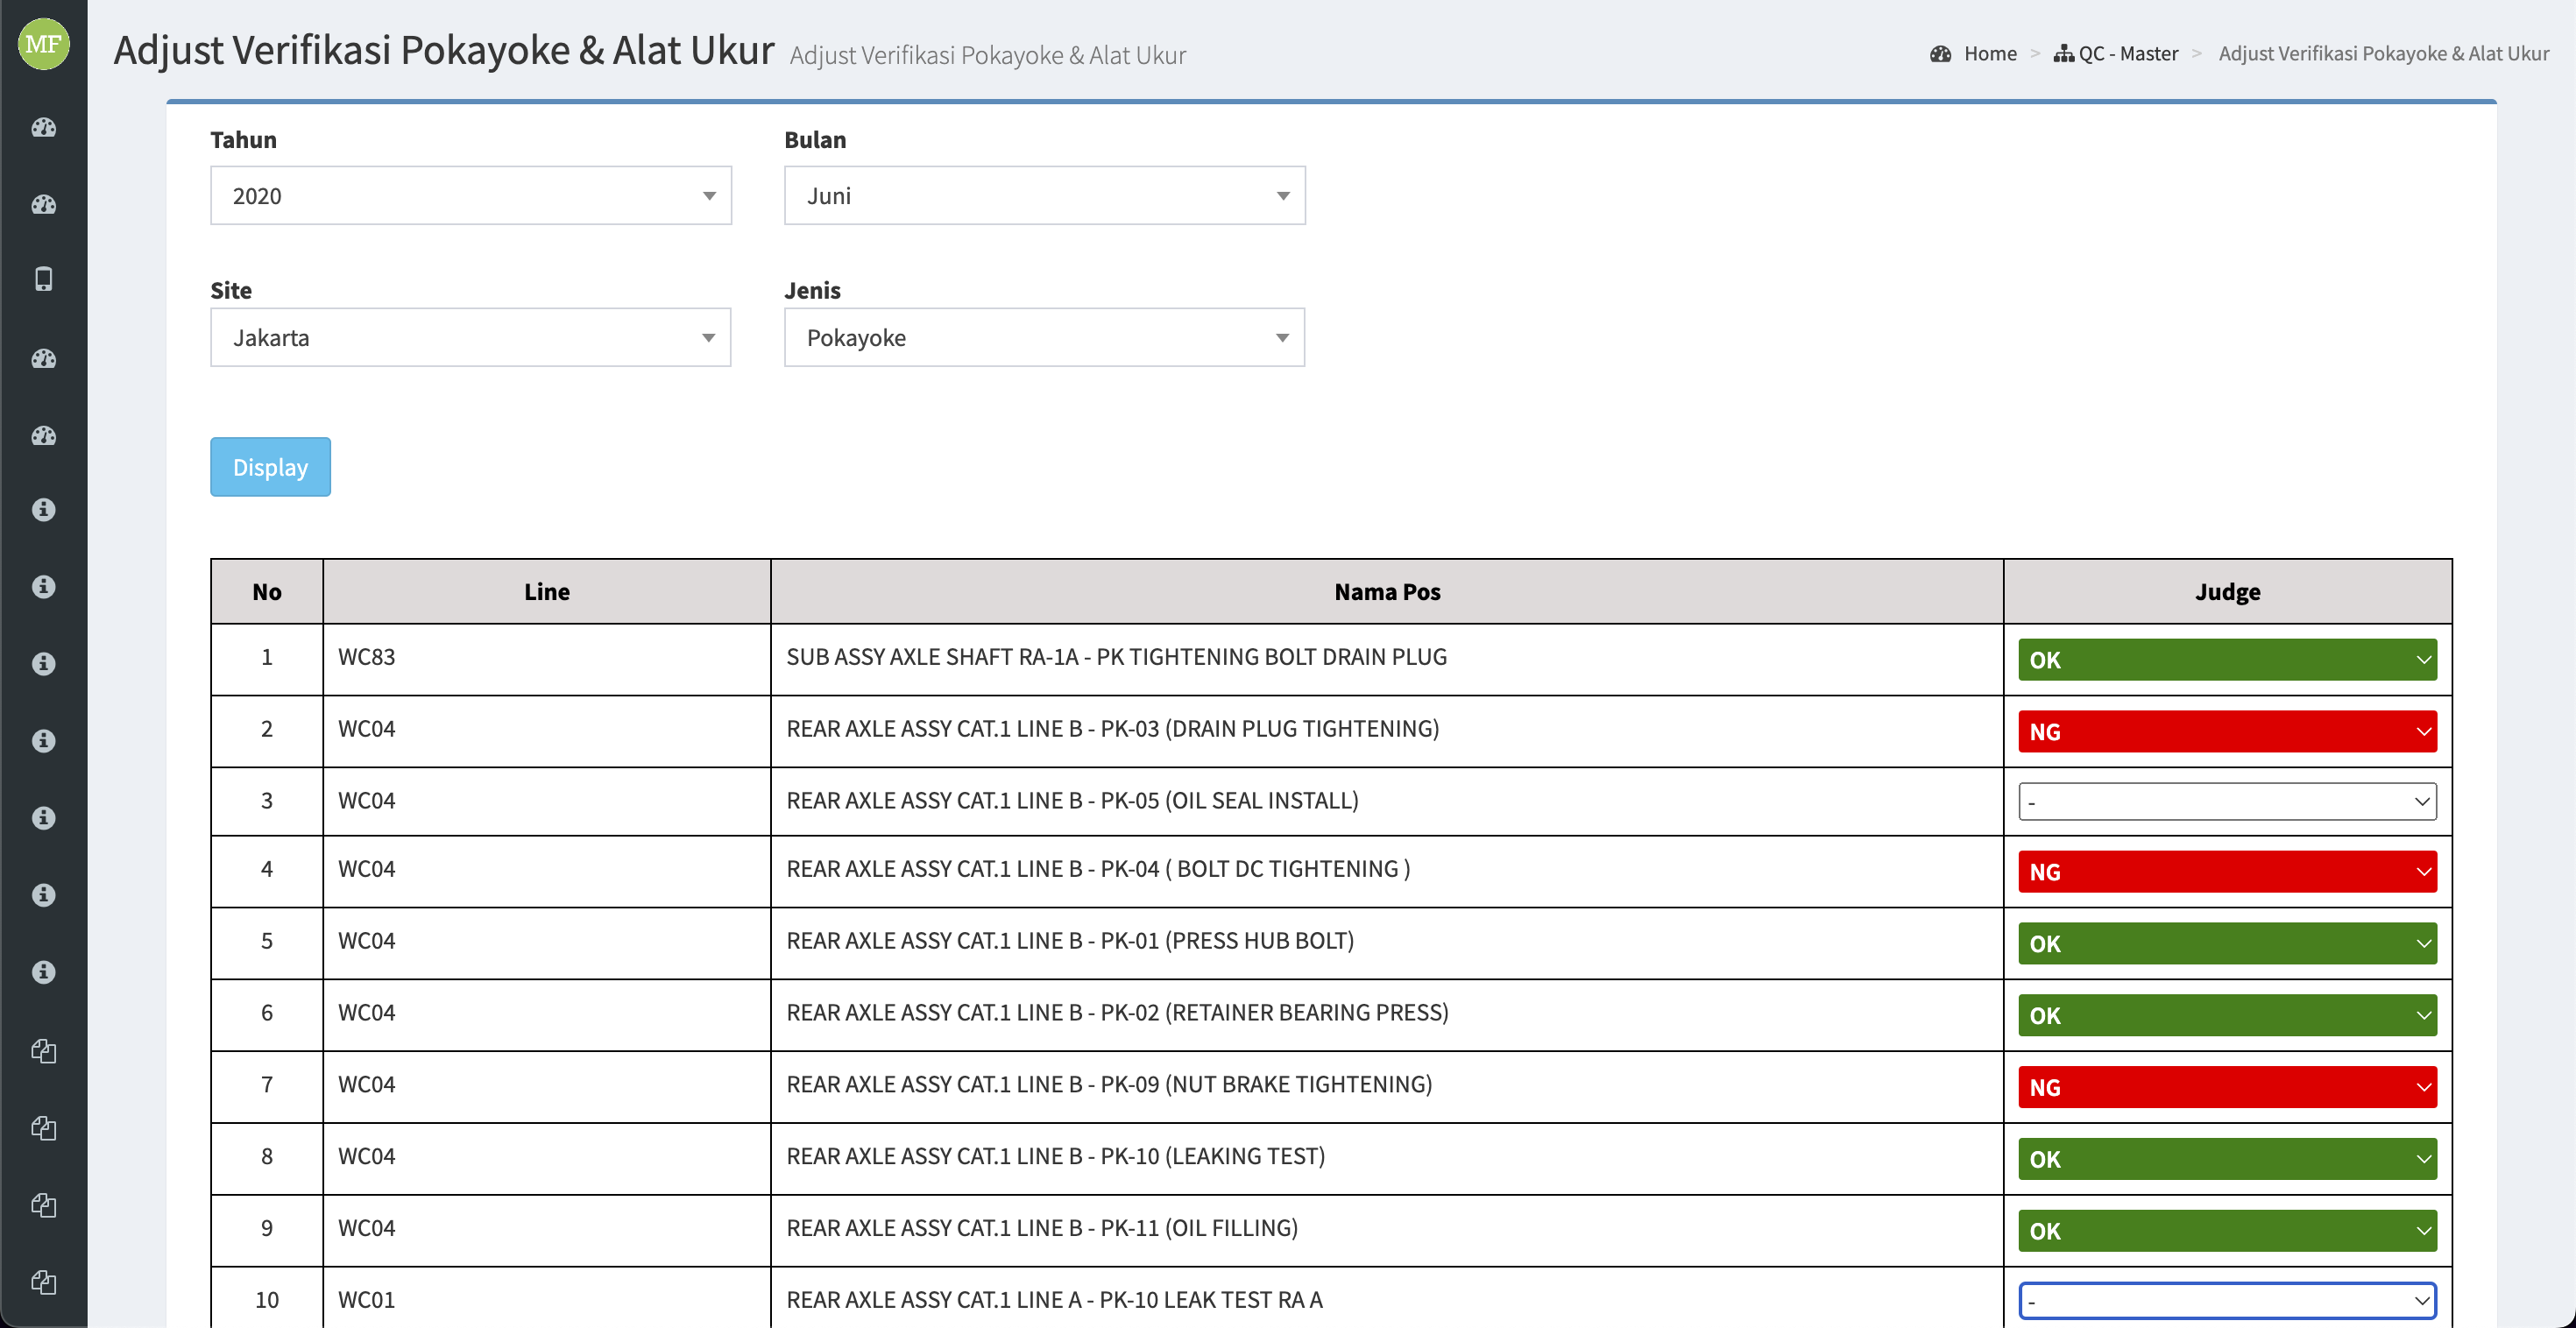 MF
Adjust Verifikasi Pokayoke & Alat Ukur Adjust Verifikasi Pokayoke & Alat Ukur
Home > QC - Master > Adjust Verifikasi Pokayoke & Alat Ukur
Tahun Bulan
2020 Juni
Site Jenis
Jakarta Pokayoke
Display
No Line Nama Pos Judge
1 WC83 SUB ASSY AXLE SHAFT RA-1A - PK TIGHTENING BOLT DRAIN PLUG OK
2 WC04 REAR AXLE ASSY CAT.1 LINE B - PK-03 (DRAIN PLUG TIGHTENING) NG
3 WC04 REAR AXLE ASSY CAT.1 LINE B - PK-05 (OIL SEAL INSTALL) -
4 WC04 REAR AXLE ASSY CAT.1 LINE B - PK-04 ( BOLT DC TIGHTENING ) NG
5 WC04 REAR AXLE ASSY CAT.1 LINE B - PK-01 (PRESS HUB BOLT) OK
6 WC04 REAR AXLE ASSY CAT.1 LINE B - PK-02 (RETAINER BEARING PRESS) OK
7 WC04 REAR AXLE ASSY CAT.1 LINE B - PK-09 (NUT BRAKE TIGHTENING) NG
8 WC04 REAR AXLE ASSY CAT.1 LINE B - PK-10 (LEAKING TEST) OK
9 WC04 REAR AXLE ASSY CAT.1 LINE B - PK-11 (OIL FILLING) OK
10 WC01 REAR AXLE ASSY CAT.1 LINE A - PK-10 LEAK TEST RA A -